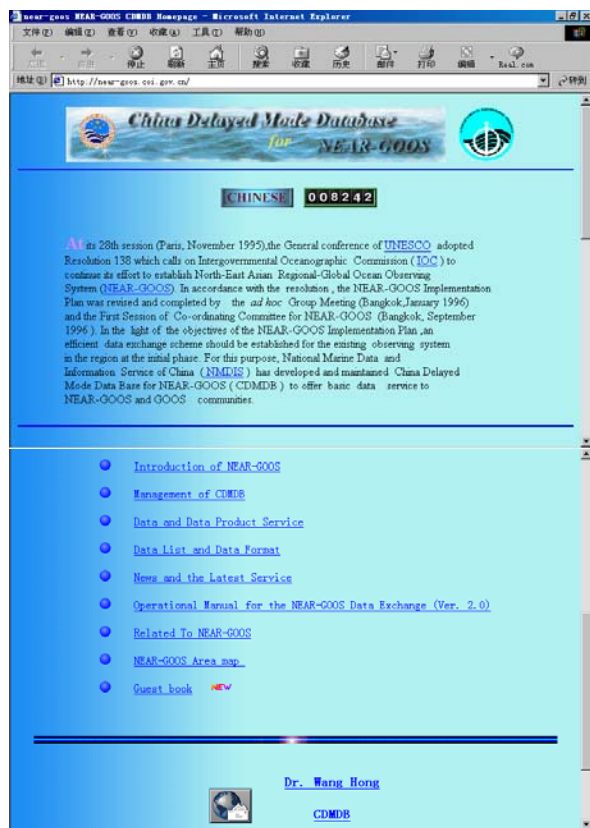 near-goos NEAR-GOOS CDMDB Homepage - Microsoft Internet Explorer
文件(F) 编辑(E) 查看(V) 收藏(A) 工具(T) 帮助(H)
停止 刷新 主页 搜索 收藏 历史 邮件 打印 编辑 Real.com
地址(D) http://near-goos.coi.gov.cn/ 转到
China Delayed Mode Database
for NEAR-GOOS
CHINESE 008242
At its 28th session (Paris, November 1995),the General conference of UNESCO adopted
Resolution 138 which calls on Intergovernmental Oceanographic Commission ( IOC ) to
continue its effort to establish North-East Asian Regional-Global Ocean Observing
System (NEAR-GOOS). In accordance with the resolution , the NEAR-GOOS Implementation
Plan was revised and completed by the ad hoc Group Meeting (Bangkok,January 1996)
and the First Session of Co-ordinating Committee for NEAR-GOOS (Bangkok, September
1996 ). In the light of the objectives of the NEAR-GOOS Implementation Plan ,an
efficient data exchange scheme should be established for the existing observing system
in the region at the initial phase. For this purpose, National Marine Data and
Information Service of China ( NMDIS ) has developed and maintained China Delayed
Mode Data Base for NEAR-GOOS ( CDMDB ) to offer basic data service to
NEAR-GOOS and GOOS communities.
Introduction of NEAR-GOOS
Management of CDMDB
Data and Data Product Service
Data List and Data Format
News and the Latest Service
Operational Manual for the NEAR-GOOS Data Exchange (Ver. 2.0)
Related To NEAR-GOOS
NEAR-GOOS Area map
Guest book NEW
Dr. Wang Hong
CDMDB